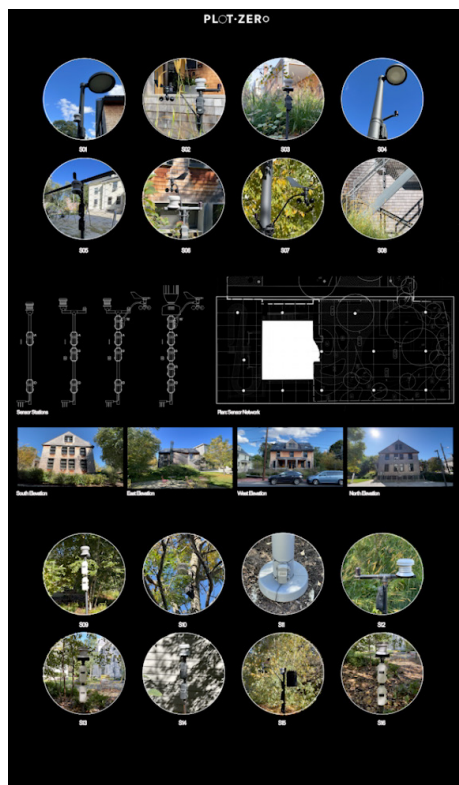 PLOT·ZERO
S01 S02 S03 S04
S05 S06 S07 S08
Sensor Stations Plan: Sensor Network
South Elevation East Elevation West Elevation North Elevation
S09 S10 S11 S12
S13 S14 S15 S16